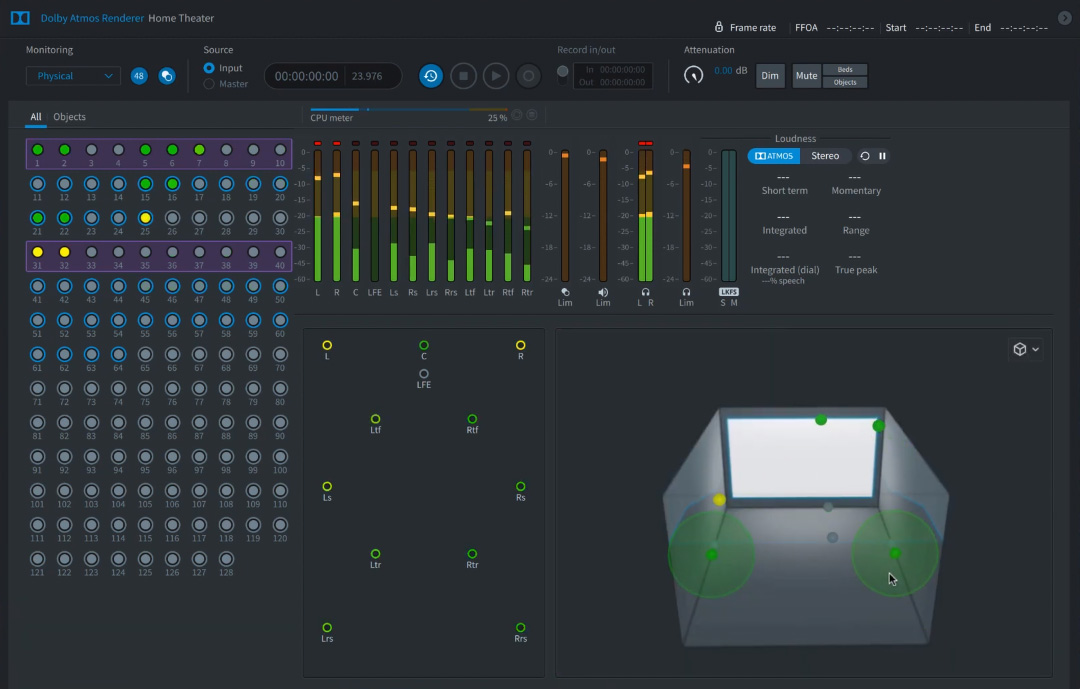 Dolby Atmos Renderer Home Theater
Frame rate FFOA --:--:--:-- Start --:--:--:-- End --:--:--:--
Monitoring Source Record in/out Attenuation
Physical 48 Input 00:00:00:00 23.976 In 00:00:00:00 0.00 dB Dim Mute Beds
Master Out 00:00:00:00 Objects
All Objects CPU meter 25 %
Loudness
ATMOS Stereo
1 2 3 4 5 6 7 8 9 10
11 12 13 14 15 16 17 18 19 20
21 22 23 24 25 26 27 28 29 30
31 32 33 34 35 36 37 38 39 40
41 42 43 44 45 46 47 48 49 50
51 52 53 54 55 56 57 58 59 60
61 62 63 64 65 66 67 68 69 70
71 72 73 74 75 76 77 78 79 80
81 82 83 84 85 86 87 88 89 90
91 92 93 94 95 96 97 98 99 100
101 102 103 104 105 106 107 108 109 110
111 112 113 114 115 116 117 118 119 120
121 122 123 124 125 126 127 128
0- 0- 0- 0- 0- 0-
-5- -6- -6- -5- -6- -5-
-10- -10- -10-
-15- -12- -12- -15- -12- -15-
-20- -20- -20-
-25- -18- -18- -25- -18- -25-
-35- -35- -35-
-45- -45- -45-
-60- -24- -24- -60- -24- -60-
L R C LFE Ls Rs Lrs Rrs Ltf Ltr Rtf Rtr
Lim Lim L R Lim LKFS S M
--- ---
Short term Momentary
--- ---
Integrated Range
--- ---
Integrated (dial) True peak
---% speech
L C R
LFE
Ltf Rtf
Ls Rs
Ltr Rtr
Lrs Rrs